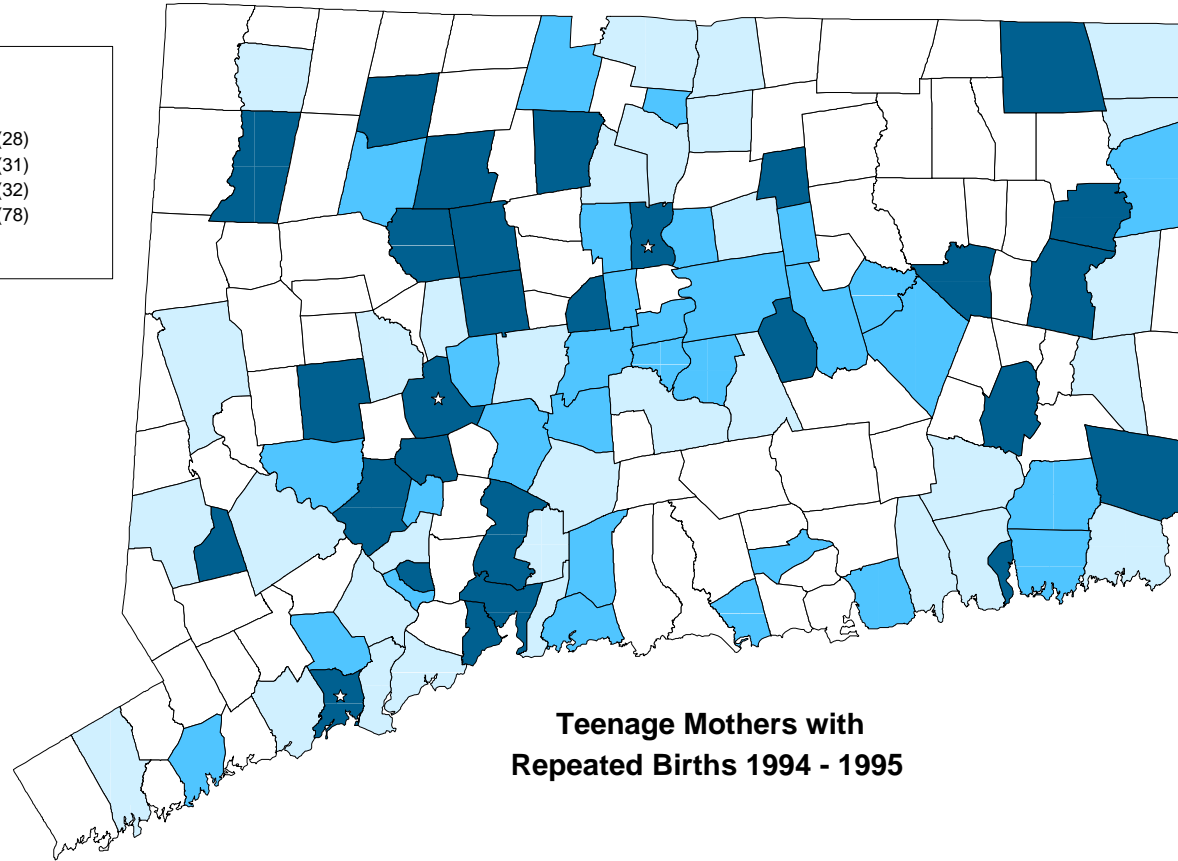 (28)
(31)
(32)
(78)
Teenage Mothers with
Repeated Births 1994 - 1995